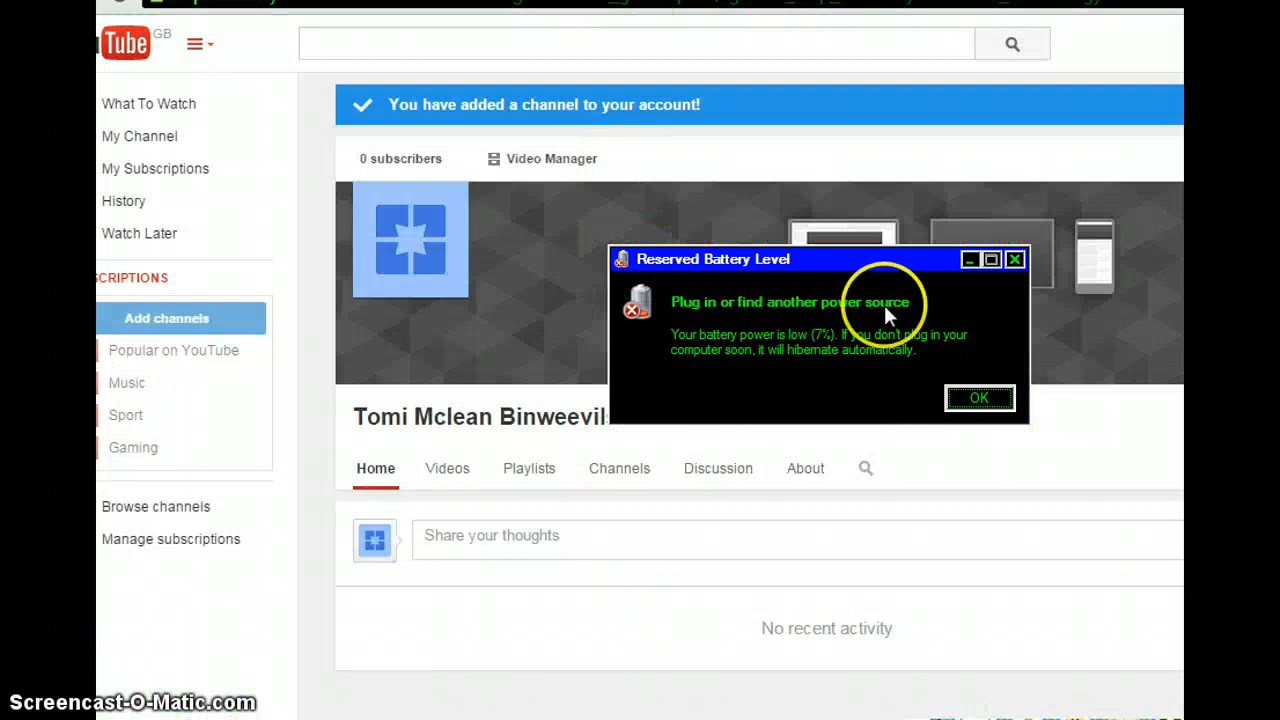 Tube GB
What To Watch
My Channel
My Subscriptions
History
Watch Later
SCRIPTIONS
Add channels
Popular on YouTube
Music
Sport
Gaming
Browse channels
Manage subscriptions
You have added a channel to your account!
0 subscribers Video Manager
Reserved Battery Level
Plug in or find another power source
Your battery power is low (7%). If you don't plug in your
computer soon, it will hibernate automatically.
OK
Tomi Mclean Binweevils
Home Videos Playlists Channels Discussion About
Share your thoughts
No recent activity
Screencast-O-Matic.com